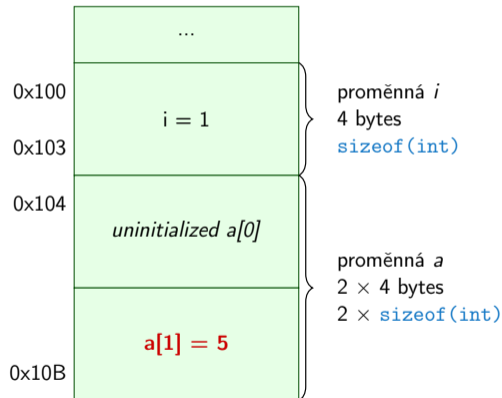 ...
0x100
i = 1
0x103
proměnná i
4 bytes
sizeof(int)
0x104
uninitialized a[0]
proměnná a
2 × 4 bytes
2 × sizeof(int)
a[1] = 5
0x10B